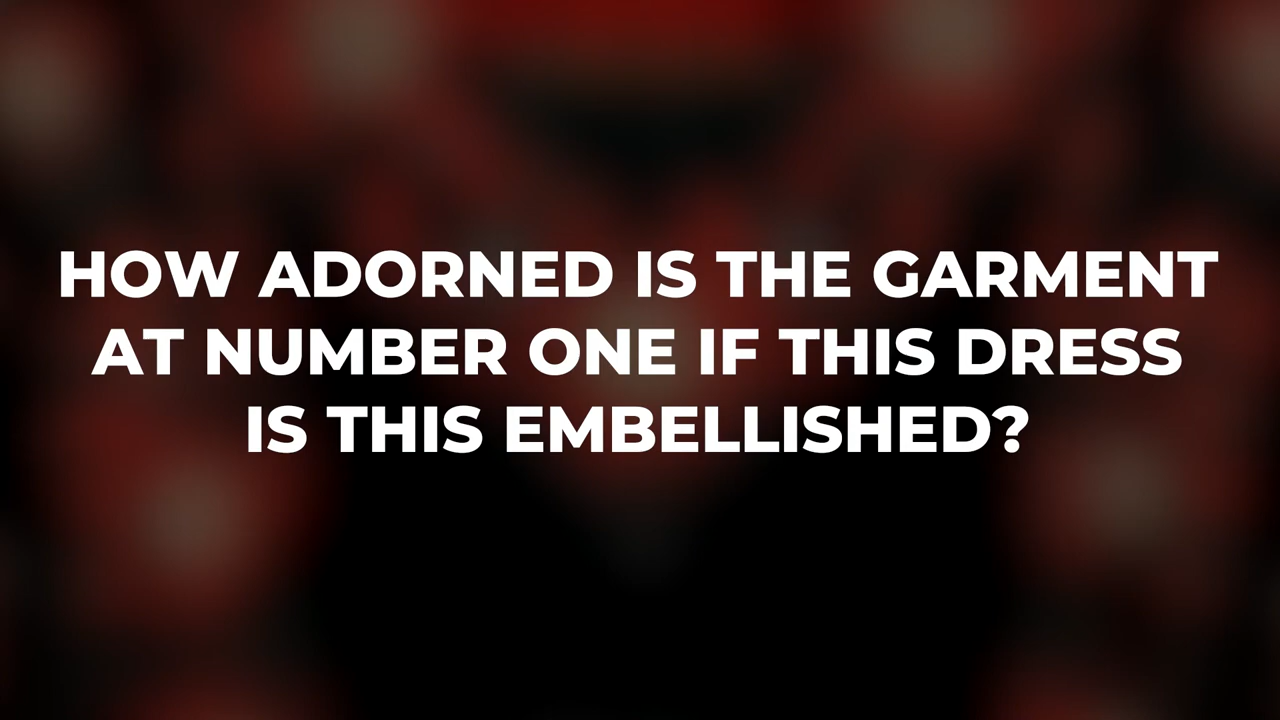 HOW ADORNED IS THE GARMENT
AT NUMBER ONE IF THIS DRESS
IS THIS EMBELLISHED?